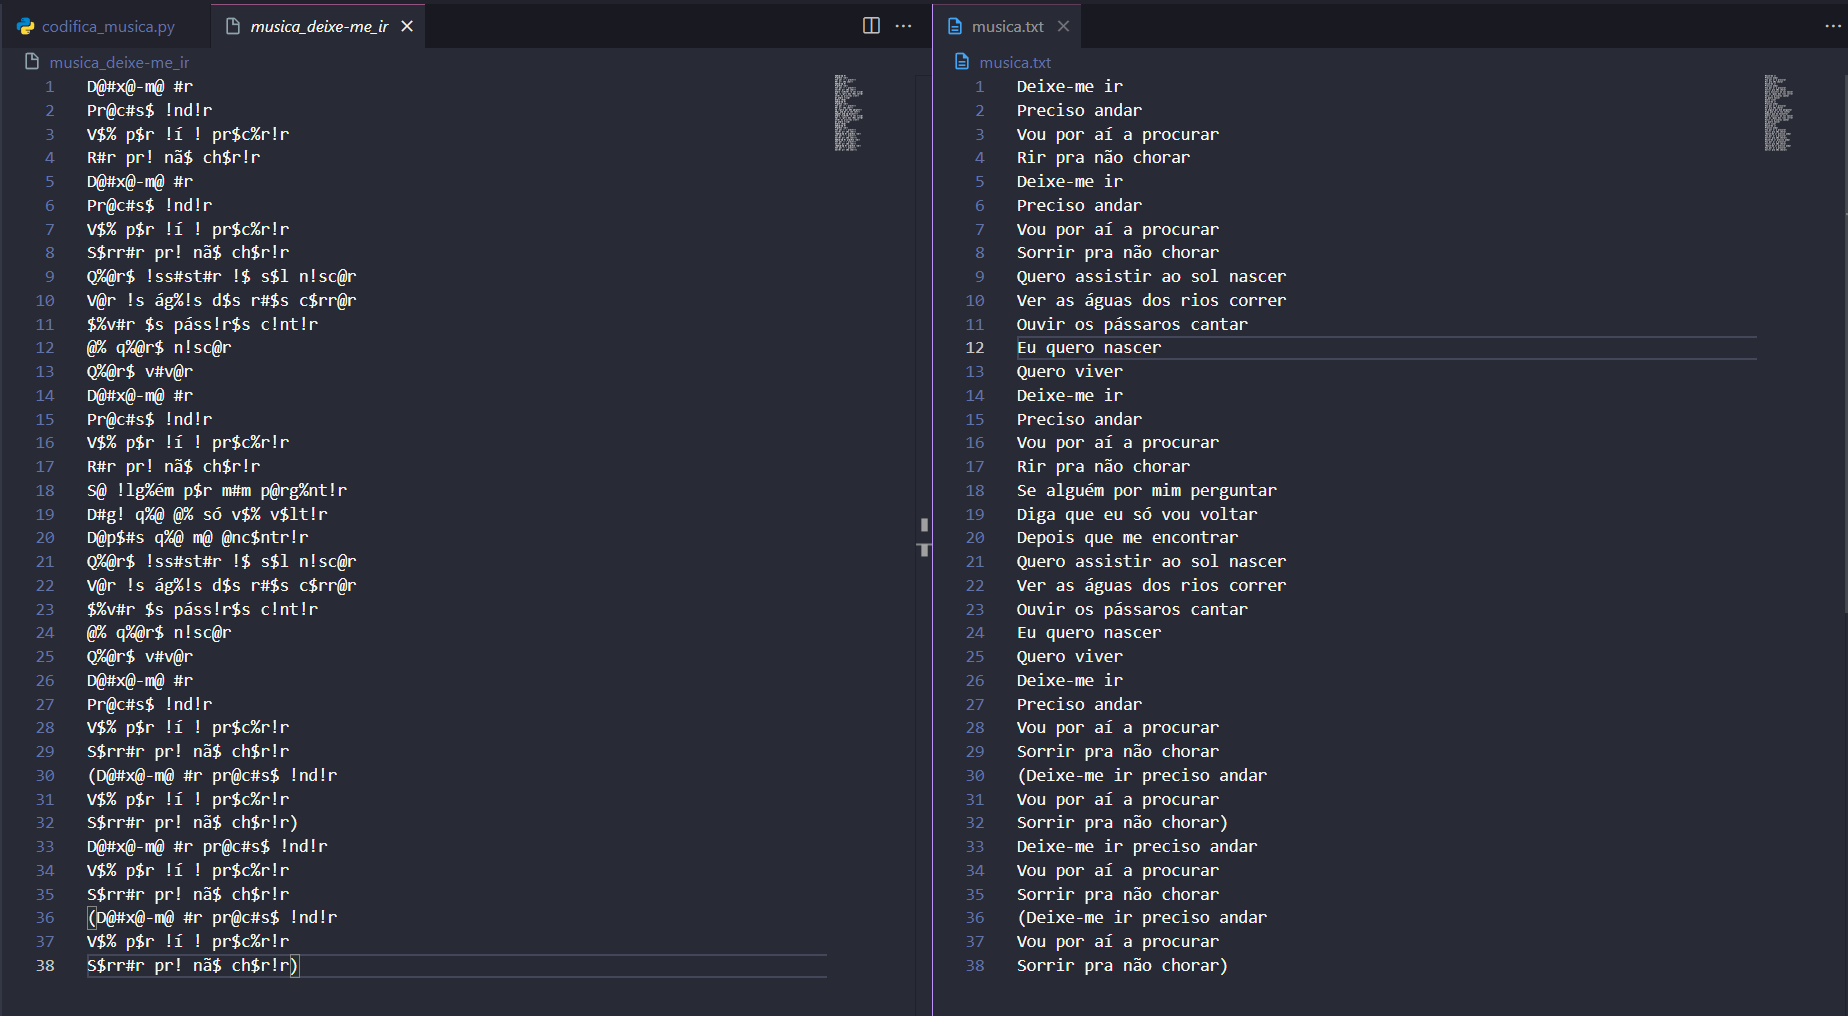 codifica_musica.py
musica_deixe-me_ir
musica_deixe-me_ir
1 D@#x@-m@ #r
2 Pr@c#s$ !nd!r
3 V$% p$r !í ! pr$c%r!r
4 R#r pr! nã$ ch$r!r
5 D@#x@-m@ #r
6 Pr@c#s$ !nd!r
7 V$% p$r !í ! pr$c%r!r
8 S$rr#r pr! nã$ ch$r!r
9 Q%@r$ !ss#st#r !$ s$l n!sc@r
10 V@r !s ág%!s d$s r#$s c$rr@r
11 $%v#r $s páss!r$s c!nt!r
12 @% q%@r$ n!sc@r
13 Q%@r$ v#v@r
14 D@#x@-m@ #r
15 Pr@c#s$ !nd!r
16 V$% p$r !í ! pr$c%r!r
17 R#r pr! nã$ ch$r!r
18 S@ !lg%ém p$r m#m p@rg%nt!r
19 D#g! q%@ @% só v$% v$lt!r
20 D@p$#s q%@ m@ @nc$ntr!r
21 Q%@r$ !ss#st#r !$ s$l n!sc@r
22 V@r !s ág%!s d$s r#$s c$rr@r
23 $%v#r $s páss!r$s c!nt!r
24 @% q%@r$ n!sc@r
25 Q%@r$ v#v@r
26 D@#x@-m@ #r
27 Pr@c#s$ !nd!r
28 V$% p$r !í ! pr$c%r!r
29 S$rr#r pr! nã$ ch$r!r
30 (D@#x@-m@ #r pr@c#s$ !nd!r
31 V$% p$r !í ! pr$c%r!r
32 S$rr#r pr! nã$ ch$r!r)
33 D@#x@-m@ #r pr@c#s$ !nd!r
34 V$% p$r !í ! pr$c%r!r
35 S$rr#r pr! nã$ ch$r!r
36 (D@#x@-m@ #r pr@c#s$ !nd!r
37 V$% p$r !í ! pr$c%r!r
38 S$rr#r pr! nã$ ch$r!r)
musica.txt
musica.txt
1 Deixe-me ir
2 Preciso andar
3 Vou por aí a procurar
4 Rir pra não chorar
5 Deixe-me ir
6 Preciso andar
7 Vou por aí a procurar
8 Sorrir pra não chorar
9 Quero assistir ao sol nascer
10 Ver as águas dos rios correr
11 Ouvir os pássaros cantar
12 Eu quero nascer
13 Quero viver
14 Deixe-me ir
15 Preciso andar
16 Vou por aí a procurar
17 Rir pra não chorar
18 Se alguém por mim perguntar
19 Diga que eu só vou voltar
20 Depois que me encontrar
21 Quero assistir ao sol nascer
22 Ver as águas dos rios correr
23 Ouvir os pássaros cantar
24 Eu quero nascer
25 Quero viver
26 Deixe-me ir
27 Preciso andar
28 Vou por aí a procurar
29 Sorrir pra não chorar
30 (Deixe-me ir preciso andar
31 Vou por aí a procurar
32 Sorrir pra não chorar)
33 Deixe-me ir preciso andar
34 Vou por aí a procurar
35 Sorrir pra não chorar
36 (Deixe-me ir preciso andar
37 Vou por aí a procurar
38 Sorrir pra não chorar)